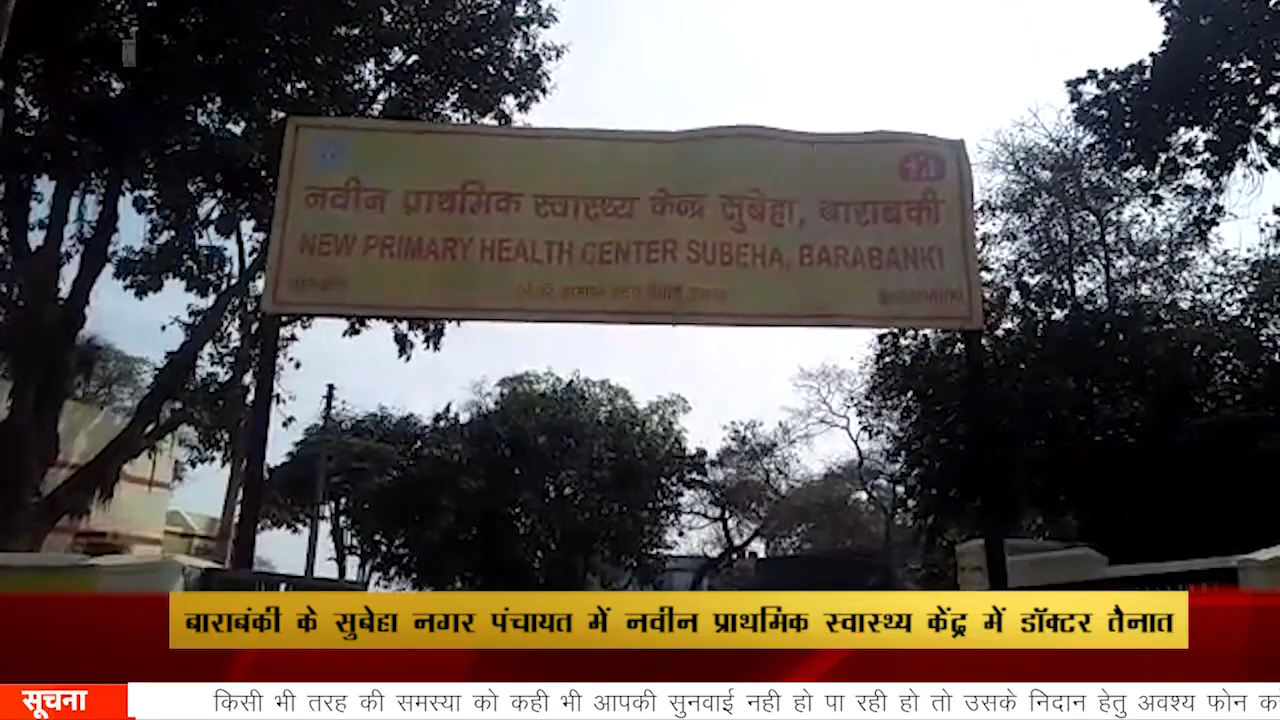 नवीन प्राथमिक स्वास्थ्य केन्द्र सुबेहा, बाराबंकी
NEW PRIMARY HEALTH CENTER SUBEHA, BARABANKI
बाराबंकी के सुबेहा नगर पंचायत में नवीन प्राथमिक स्वास्थ्य केंद्र में डॉक्टर तैनात
सूचना
किसी भी तरह की समस्या को कही भी आपकी सुनवाई नही हो पा रही हो तो उसके निदान हेतु अवश्य फोन क